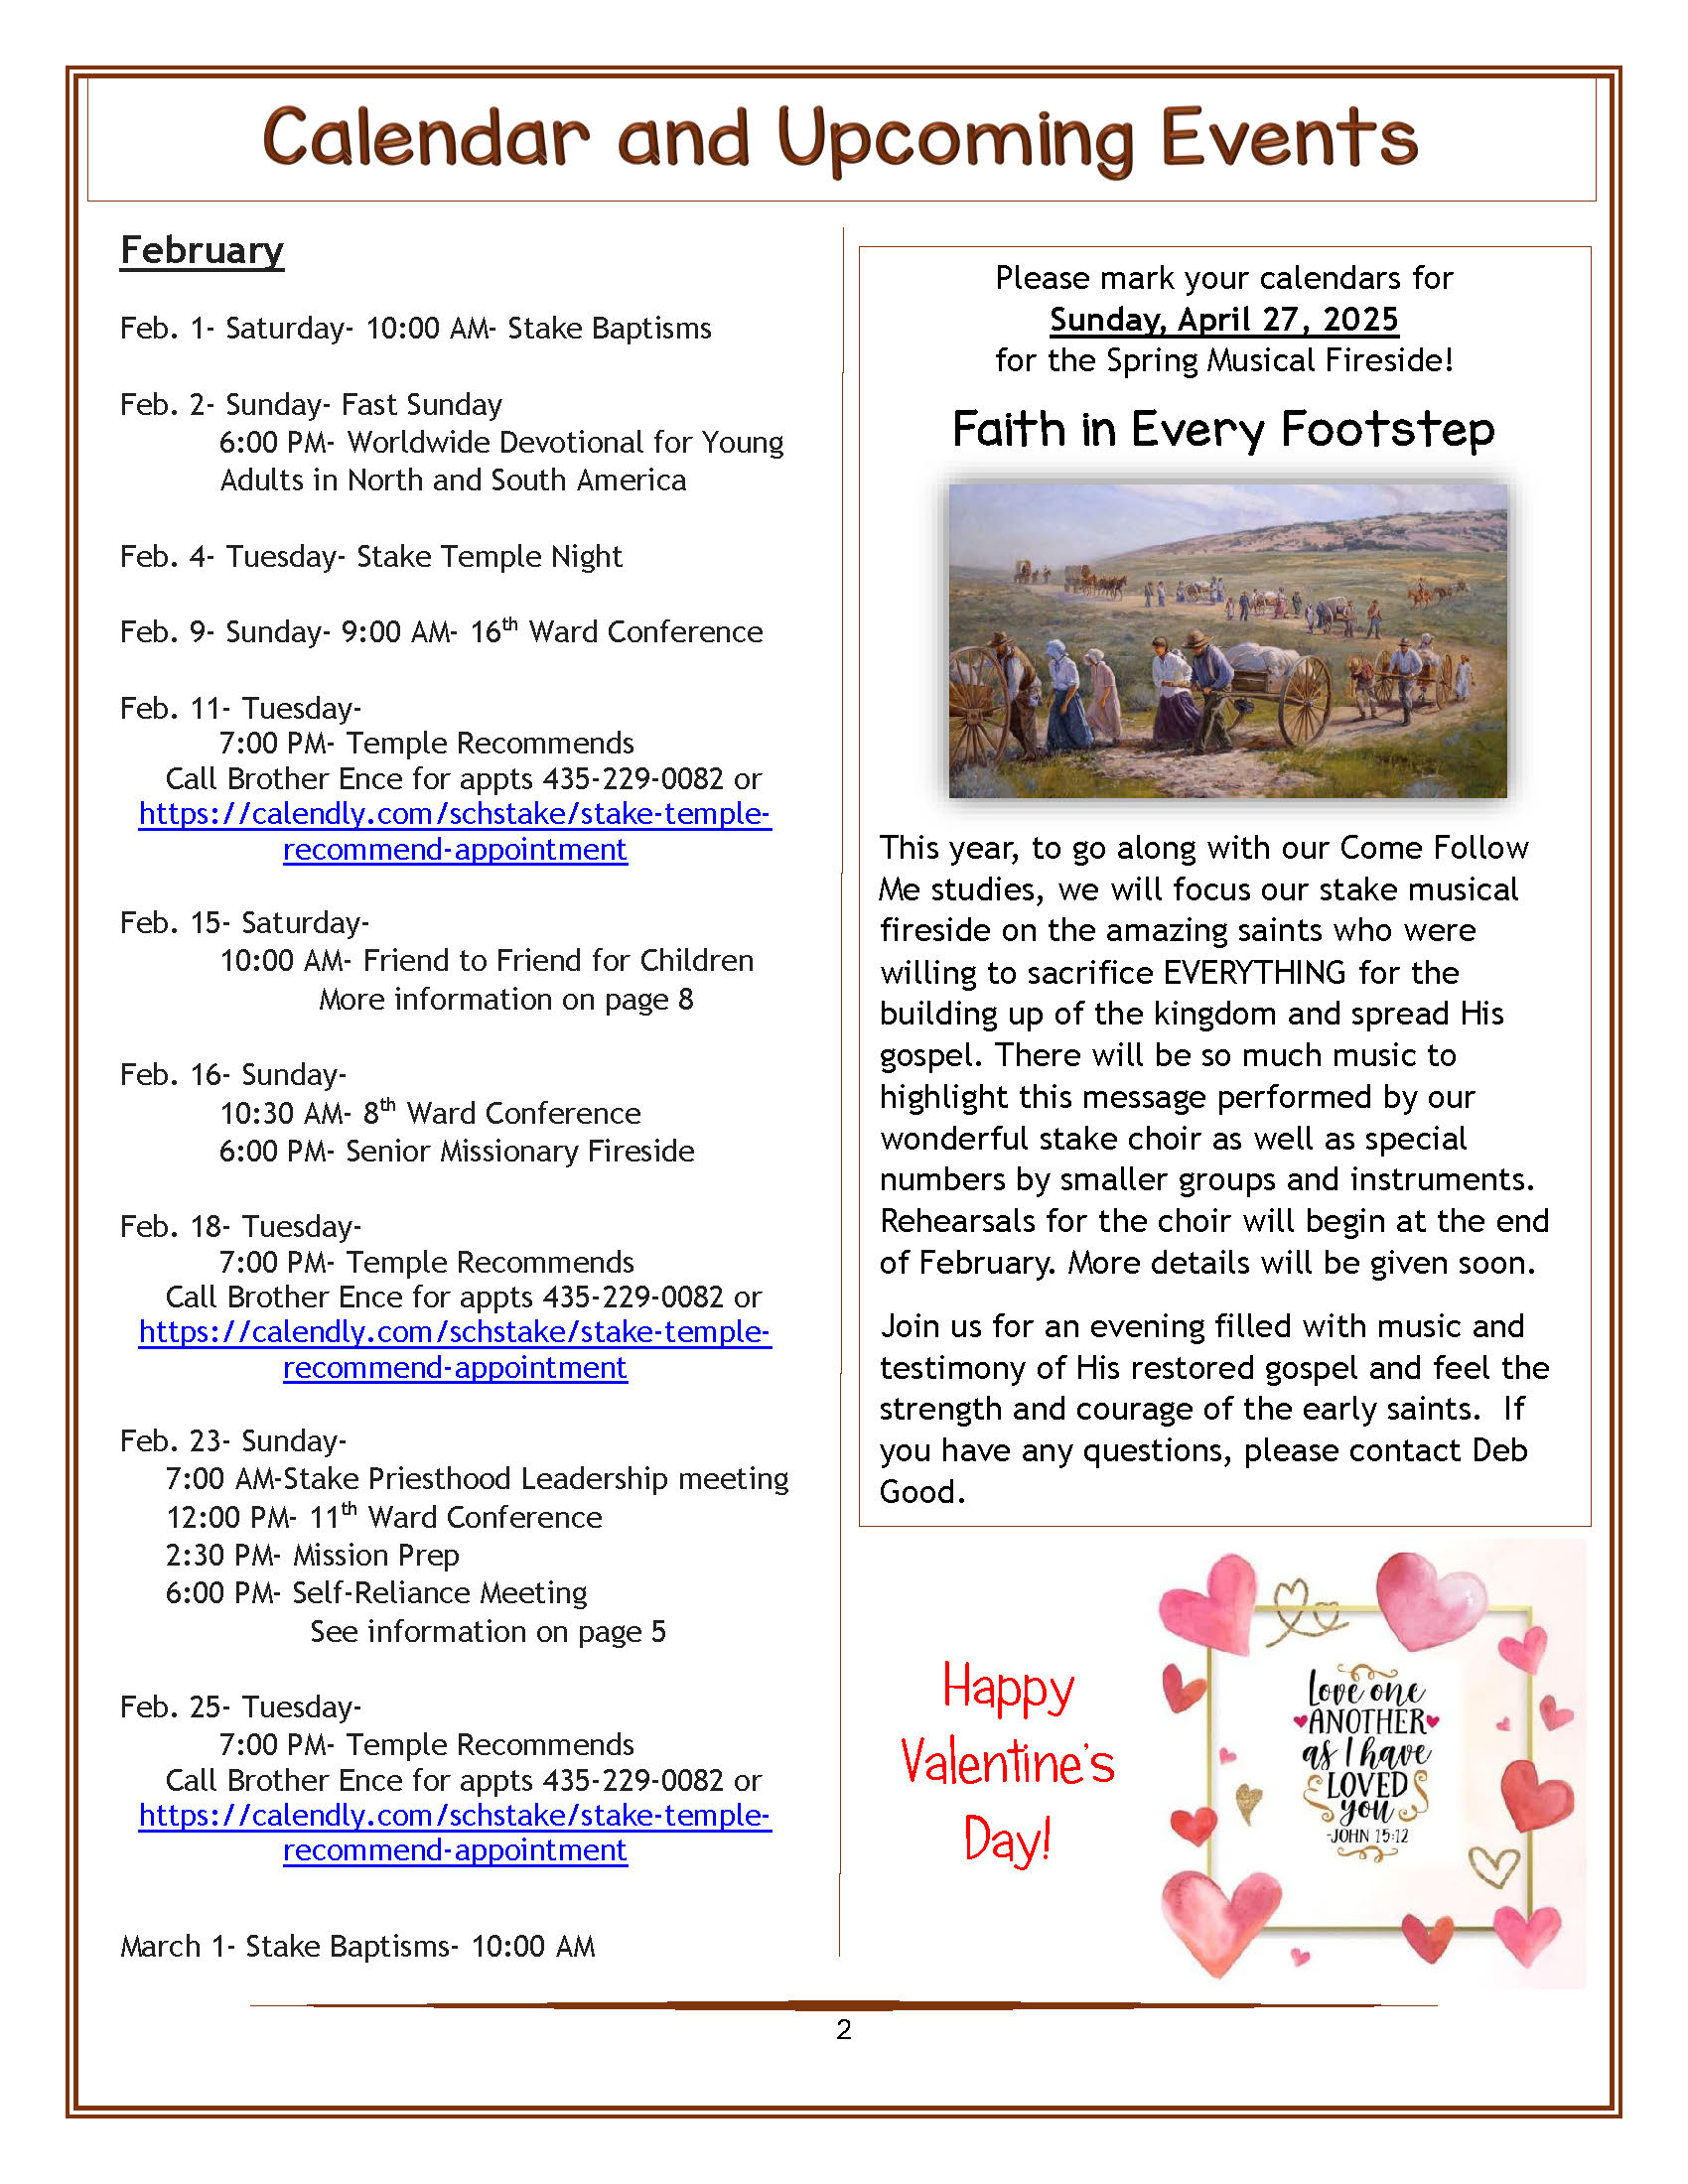 Calendar and Upcoming Events
February
Feb. 1- Saturday- 10:00 AM- Stake Baptisms
Feb. 2- Sunday- Fast Sunday
6:00 PM- Worldwide Devotional for Young
Adults in North and South America
Feb. 4- Tuesday- Stake Temple Night
Feb. 9- Sunday- 9:00 AM- 16th Ward Conference
Feb. 11- Tuesday-
7:00 PM- Temple Recommends
Call Brother Ence for appts 435-229-0082 or
https://calendly.com/schstake/stake-temple-
recommend-appointment
Feb. 15- Saturday-
10:00 AM- Friend to Friend for Children
More information on page 8
Feb. 16- Sunday-
10:30 AM- 8th Ward Conference
6:00 PM- Senior Missionary Fireside
Feb. 18- Tuesday-
7:00 PM- Temple Recommends
Call Brother Ence for appts 435-229-0082 or
https://calendly.com/schstake/stake-temple-
recommend-appointment
Feb. 23- Sunday-
7:00 AM-Stake Priesthood Leadership meeting
12:00 PM- 11th Ward Conference
2:30 PM- Mission Prep
6:00 PM- Self-Reliance Meeting
See information on page 5
Feb. 25- Tuesday-
7:00 PM- Temple Recommends
Call Brother Ence for appts 435-229-0082 or
https://calendly.com/schstake/stake-temple-
recommend-appointment
March 1- Stake Baptisms- 10:00 AM
Please mark your calendars for
Sunday, April 27, 2025
for the Spring Musical Fireside!
Faith in Every Footstep
This year, to go along with our Come Follow
Me studies, we will focus our stake musical
fireside on the amazing saints who were
willing to sacrifice EVERYTHING for the
building up of the kingdom and spread His
gospel. There will be so much music to
highlight this message performed by our
wonderful stake choir as well as special
numbers by smaller groups and instruments.
Rehearsals for the choir will begin at the end
of February. More details will be given soon.
Join us for an evening filled with music and
testimony of His restored gospel and feel the
strength and courage of the early saints.  If
you have any questions, please contact Deb
Good.
Happy
Valentine's
Day!
Love one
ANOTHER
as I have
LOVED
you
-JOHN 15:12
2